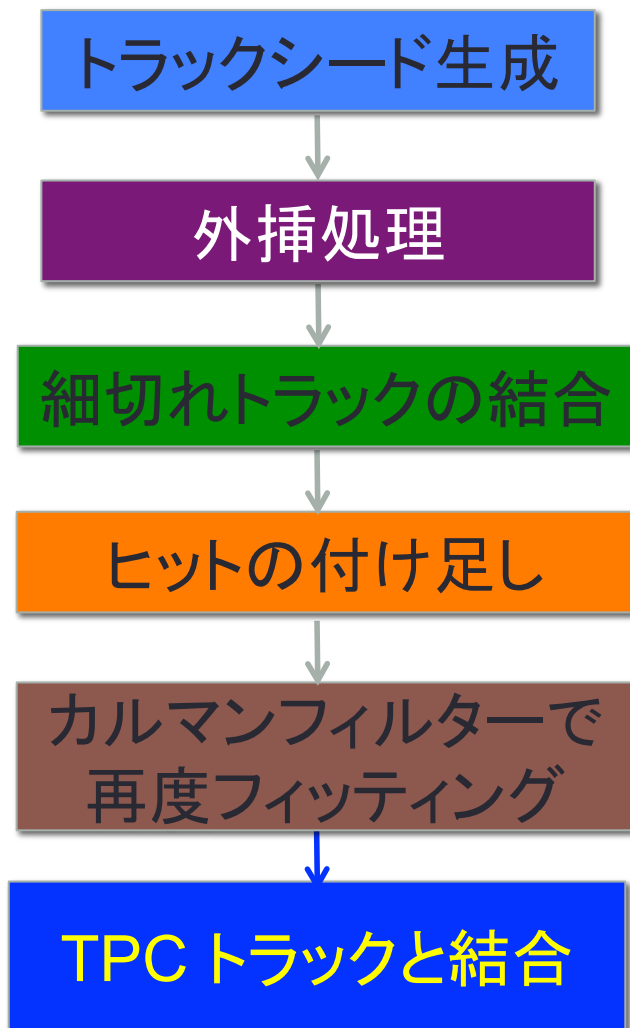 トラックシード生成
外挿処理
細切れトラックの結合
ヒットの付け足し
カルマンフィルターで
再度フィッティング
TPC トラックと結合